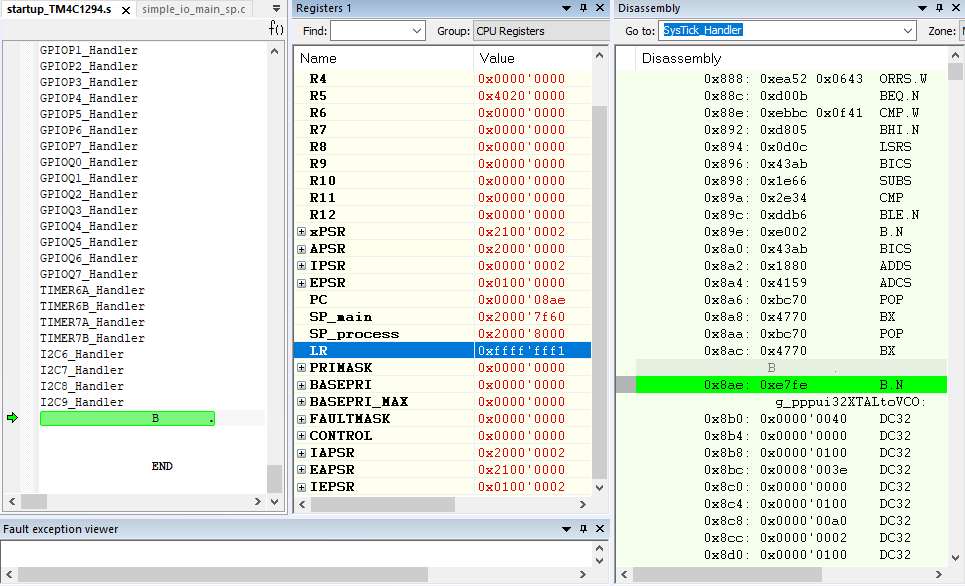 startup_TM4C1294.s x simple_io_main_sp.c
f()
GPIOP1_Handler
GPIOP2_Handler
GPIOP3_Handler
GPIOP4_Handler
GPIOP5_Handler
GPIOP6_Handler
GPIOP7_Handler
GPIOQ0_Handler
GPIOQ1_Handler
GPIOQ2_Handler
GPIOQ3_Handler
GPIOQ4_Handler
GPIOQ5_Handler
GPIOQ6_Handler
GPIOQ7_Handler
TIMER6A_Handler
TIMER6B_Handler
TIMER7A_Handler
TIMER7B_Handler
I2C6_Handler
I2C7_Handler
I2C8_Handler
I2C9_Handler
B .
END
Registers 1
Find: Group: CPU Registers
Name Value
R4 0x0000'0000
R5 0x4020'0000
R6 0x0000'0000
R7 0x0000'0000
R8 0x0000'0000
R9 0x0000'0000
R10 0x0000'0000
R11 0x0000'0000
R12 0x0000'0000
xPSR 0x2100'0002
APSR 0x2000'0000
IPSR 0x0000'0002
EPSR 0x0100'0000
PC 0x0000'08ae
SP_main 0x2000'7f60
SP_process 0x2000'8000
LR 0xffff'fff1
PRIMASK 0x0000'0000
BASEPRI 0x0000'0000
BASEPRI_MAX 0x0000'0000
FAULTMASK 0x0000'0000
CONTROL 0x0000'0000
IAPSR 0x2000'0002
EAPSR 0x2100'0000
IEPSR 0x0100'0002
Disassembly
Go to: SysTick_Handler Zone:
Disassembly
0x888: 0xea52 0x0643 ORRS.W
0x88c: 0xd00b BEQ.N
0x88e: 0xebbc 0x0f41 CMP.W
0x892: 0xd805 BHI.N
0x894: 0x0d0c LSRS
0x896: 0x43ab BICS
0x898: 0x1e66 SUBS
0x89a: 0x2e34 CMP
0x89c: 0xddb6 BLE.N
0x89e: 0xe002 B.N
0x8a0: 0x43ab BICS
0x8a2: 0x1880 ADDS
0x8a4: 0x4159 ADCS
0x8a6: 0xbc70 POP
0x8a8: 0x4770 BX
0x8aa: 0xbc70 POP
0x8ac: 0x4770 BX
B .
0x8ae: 0xe7fe B.N
g_pppui32XTALtoVCO:
0x8b0: 0x0000'0040 DC32
0x8b4: 0x0000'0000 DC32
0x8b8: 0x0000'0100 DC32
0x8bc: 0x0008'003e DC32
0x8c0: 0x0000'0000 DC32
0x8c4: 0x0000'0100 DC32
0x8c8: 0x0000'00a0 DC32
0x8cc: 0x0000'0002 DC32
0x8d0: 0x0000'0100 DC32
Fault exception viewer